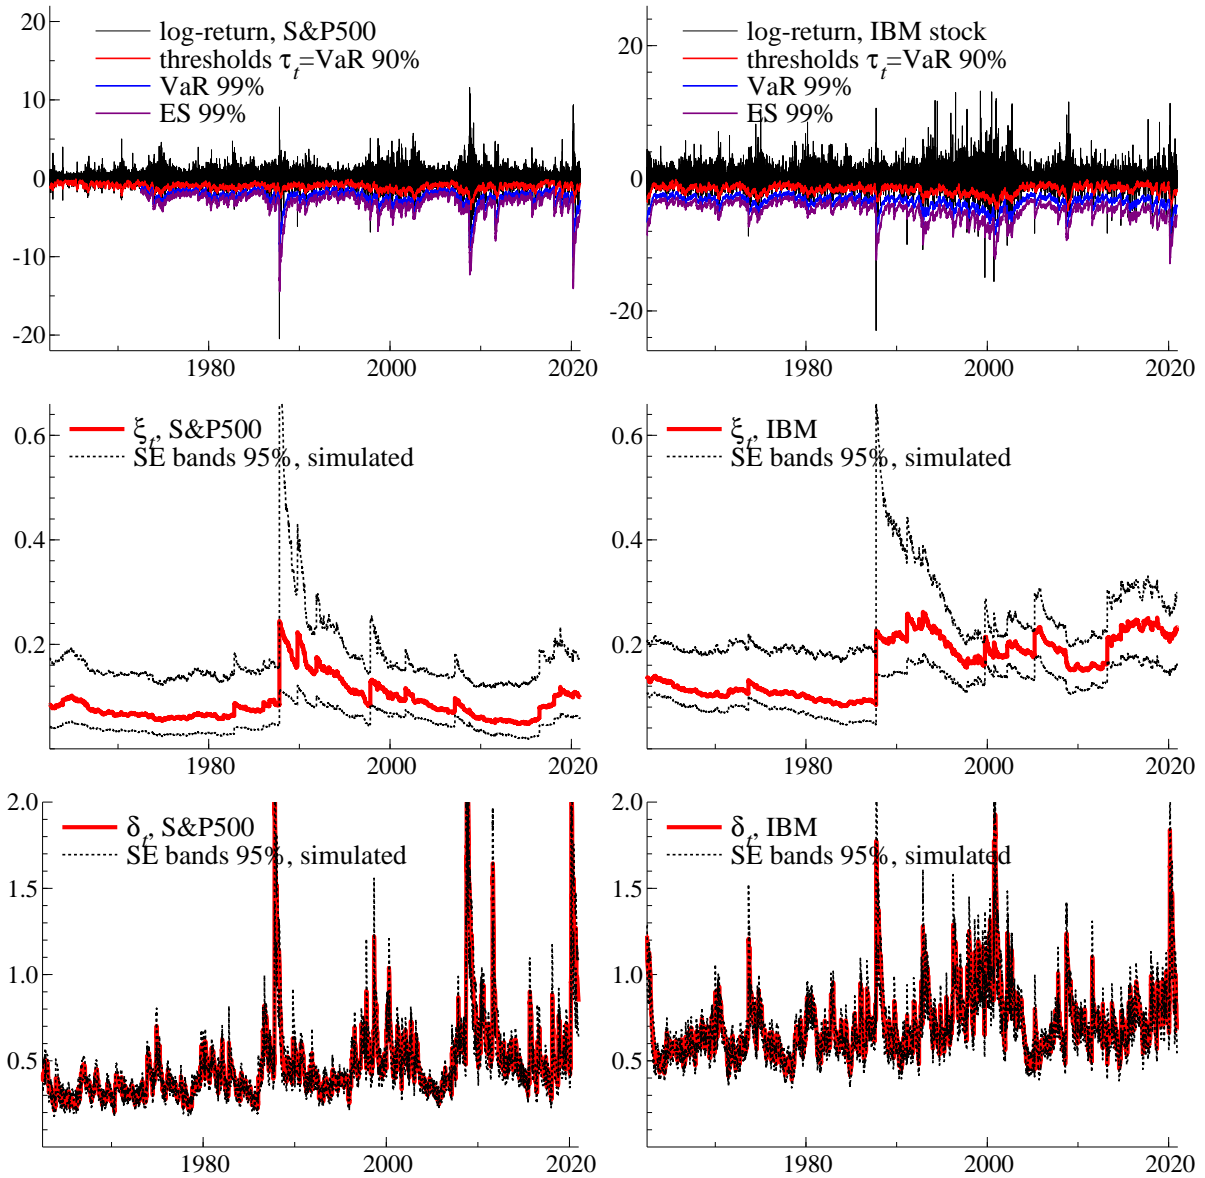 20
10
0
-10
-20
log-return, S&P500
thresholds τt=VaR 90%
VaR 99%
ES 99%
1980
2000
2020
20
0
-20
log-return, IBM stock
thresholds τt=VaR 90%
VaR 99%
ES 99%
1980
2000
2020
0.6
0.4
0.2
ξt, S&P500
SE bands 95%, simulated
1980
2000
2020
0.6
0.4
0.2
ξt, IBM
SE bands 95%, simulated
1980
2000
2020
2.0
1.5
1.0
0.5
δt, S&P500
SE bands 95%, simulated
1980
2000
2020
2.0
1.5
1.0
0.5
δt, IBM
SE bands 95%, simulated
1980
2000
2020